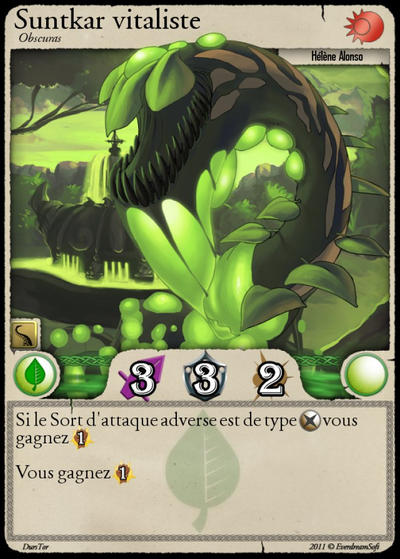 Suntkar vitaliste
Obscuras
Hélène Alonso
3 3 2
Si le Sort d'attaque adverse est de type vous
gagnez 1
Vous gagnez 1
DursTor
2011 © EverdreamSoft